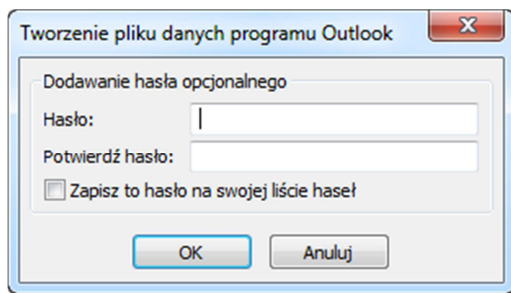 Tworzenie pliku danych programu Outlook
Dodawanie hasła opcjonalnego
Hasło:
Potwierdź hasło:
Zapisz to hasło na swojej liście haseł
OK Anuluj